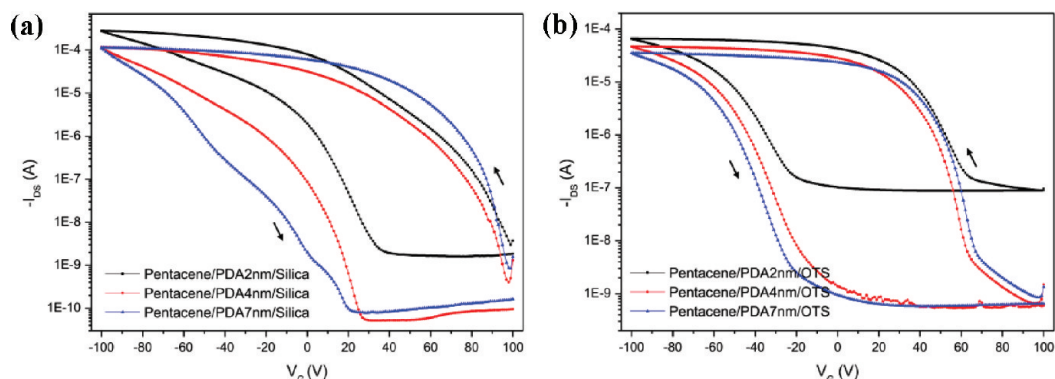 (a)
-I_DS (A)
1E-4
1E-5
1E-6
1E-7
1E-8
1E-9
1E-10
Pentacene/PDA2nm/Silica
Pentacene/PDA4nm/Silica
Pentacene/PDA7nm/Silica
-100 -80 -60 -40 -20 0 20 40 60 80 100
V_G (V)
(b)
-I_DS (A)
1E-4
1E-5
1E-6
1E-7
1E-8
1E-9
Pentacene/PDA2nm/OTS
Pentacene/PDA4nm/OTS
Pentacene/PDA7nm/OTS
-100 -80 -60 -40 -20 0 20 40 60 80 100
V_G (V)